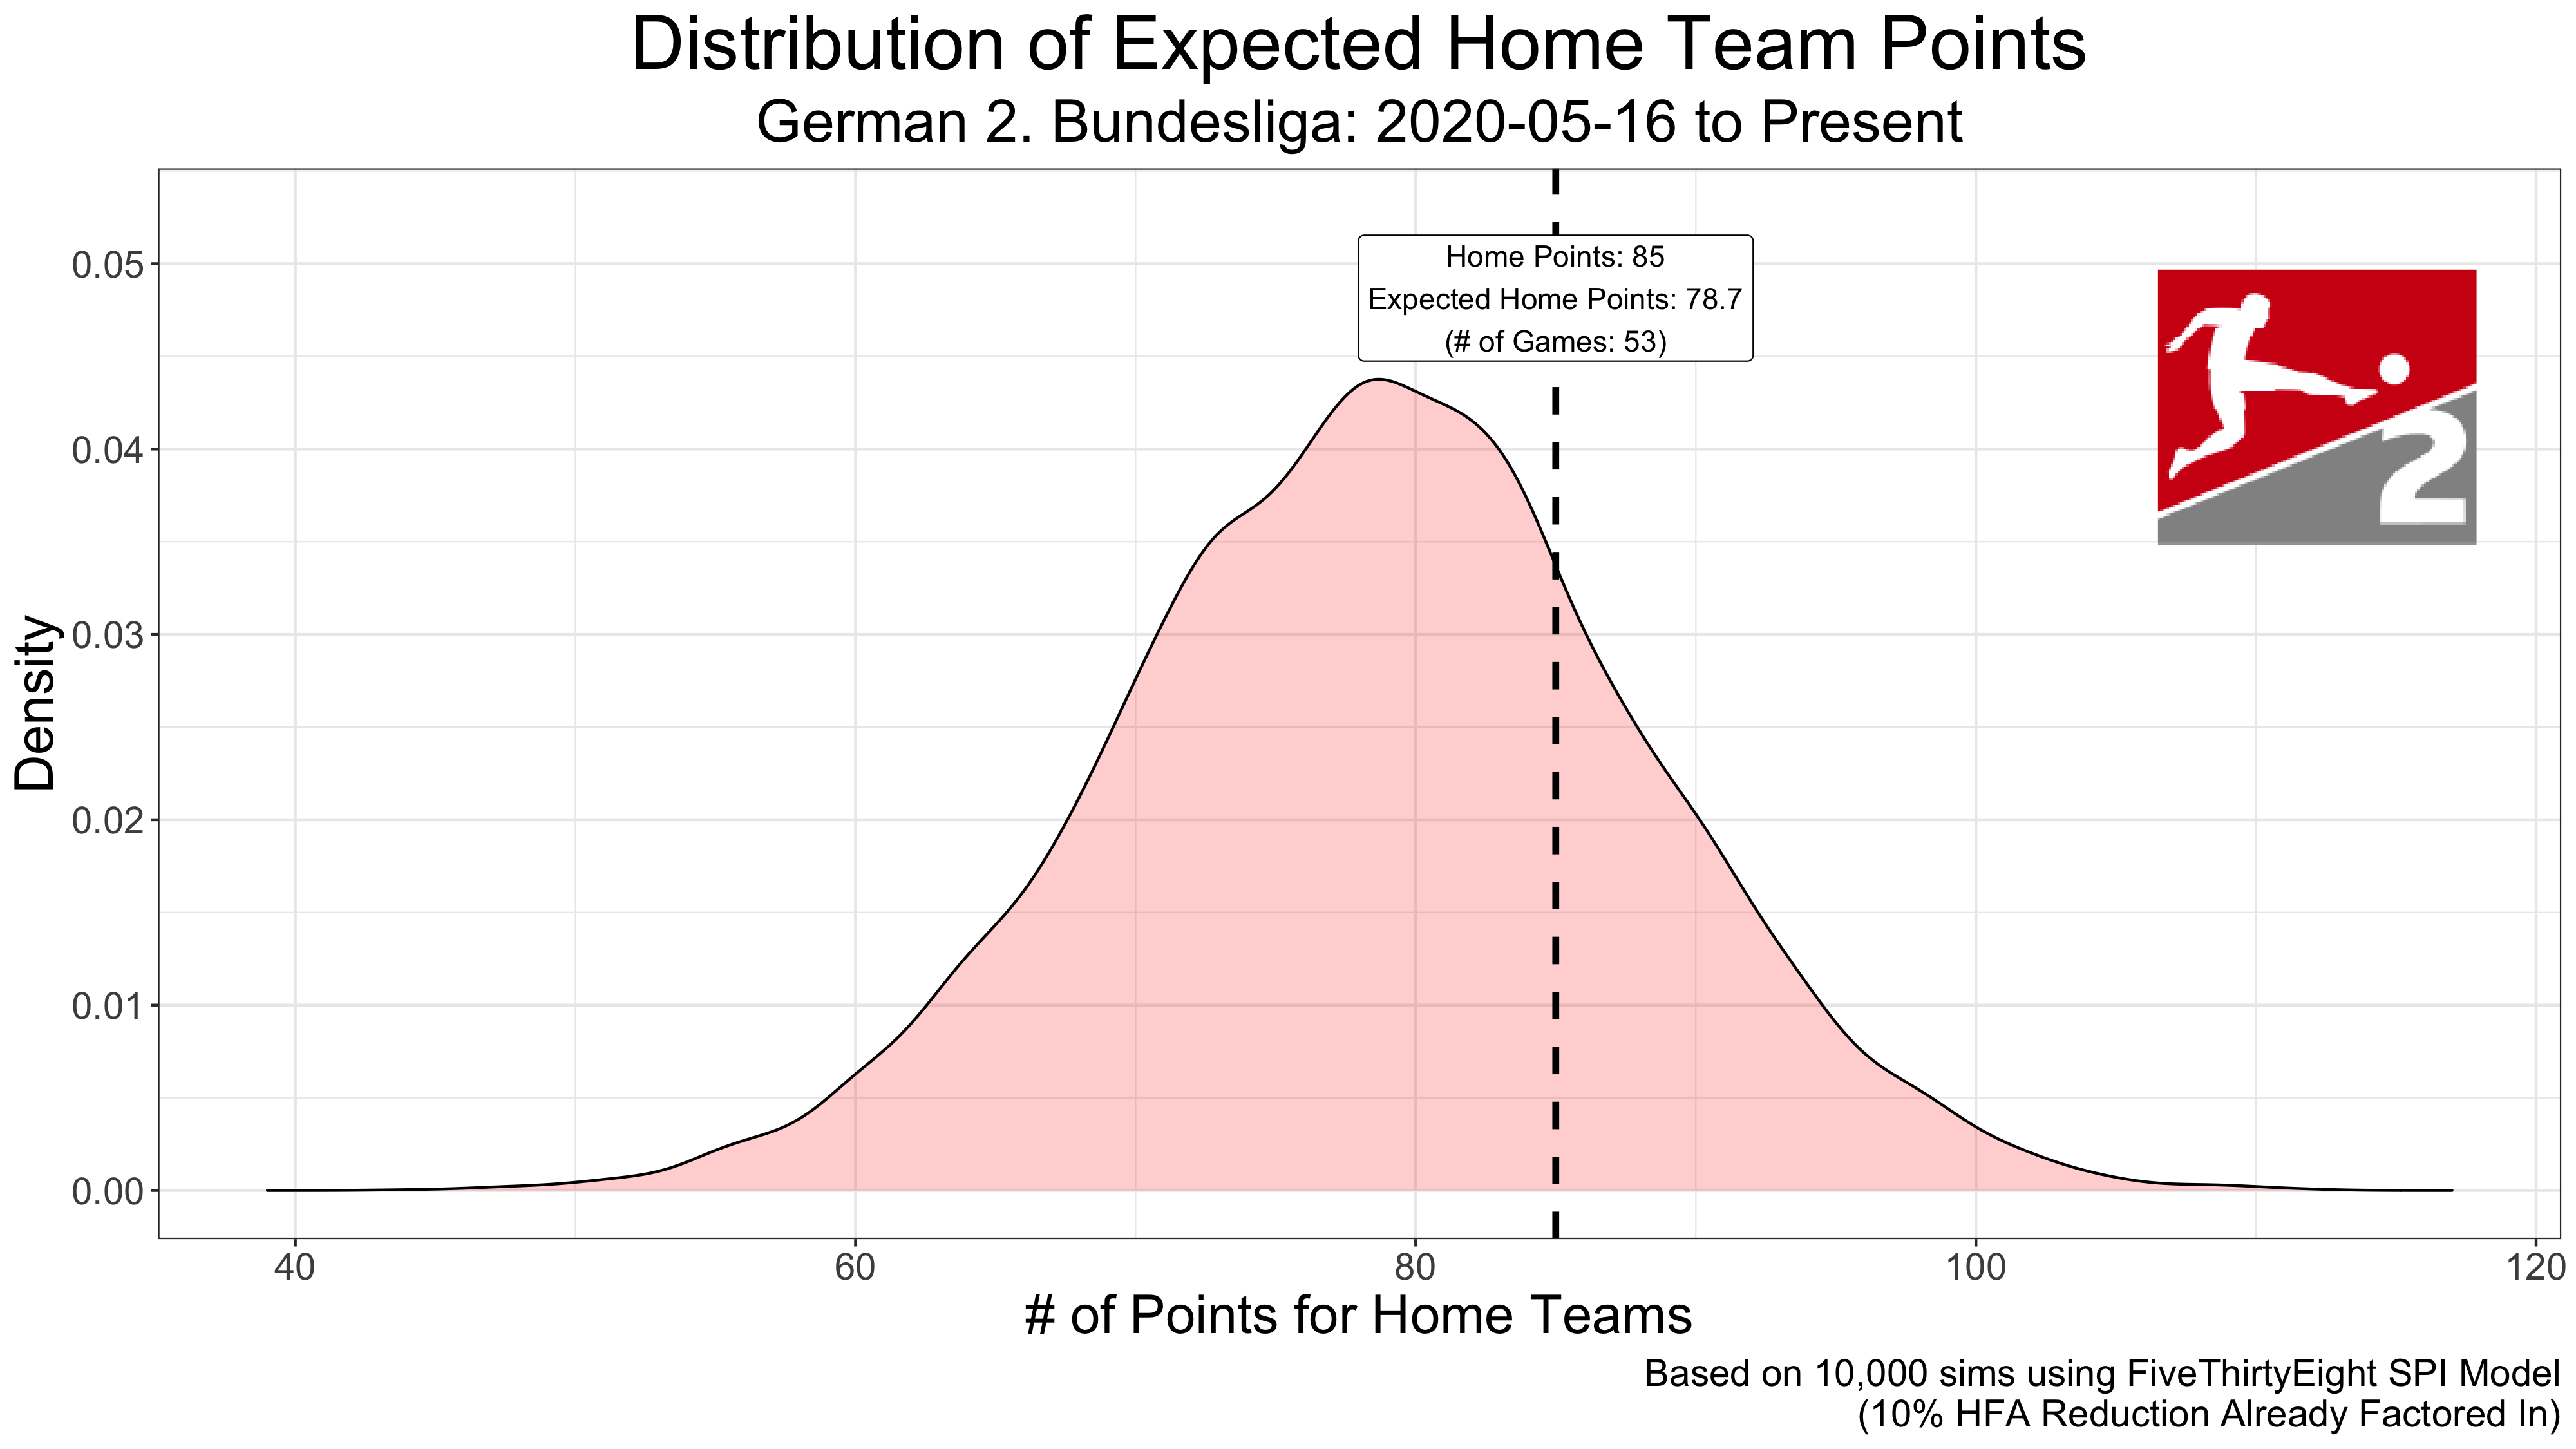 Distribution of Expected Home Team Points
German 2. Bundesliga: 2020-05-16 to Present
Home Points: 85
Expected Home Points: 78.7
(# of Games: 53)
2
Density
0.05
0.04
0.03
0.02
0.01
0.00
40 60 80 100 120
# of Points for Home Teams
Based on 10,000 sims using FiveThirtyEight SPI Model
(10% HFA Reduction Already Factored In)